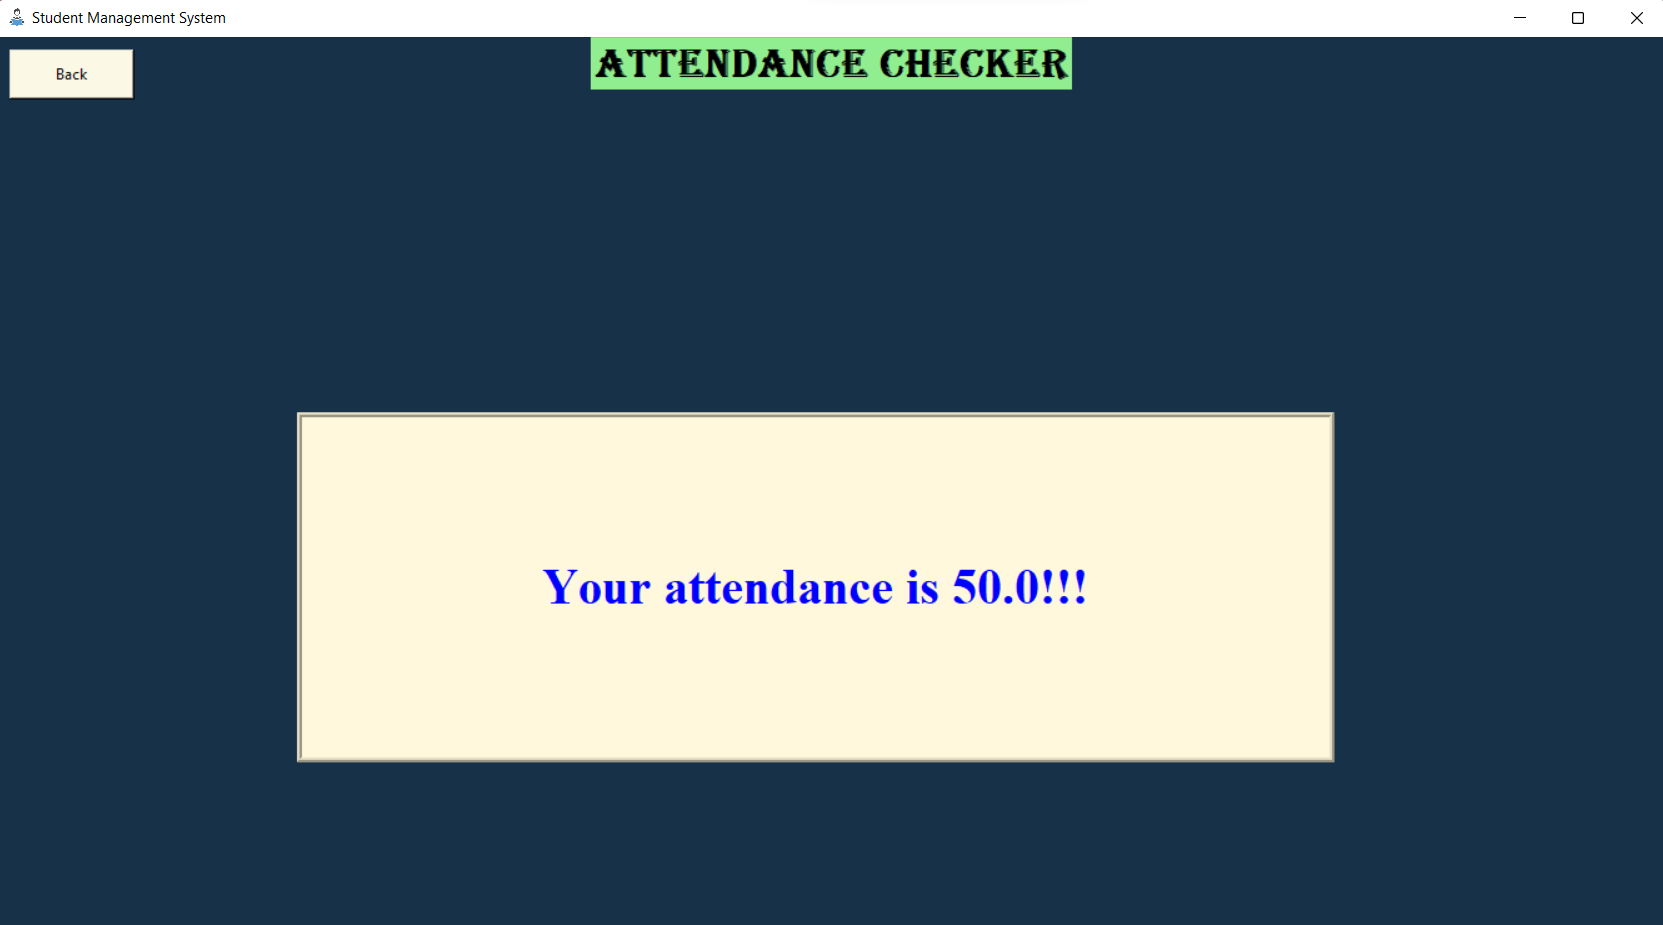 Student Management System
Back
ATTENDANCE CHECKER
Your attendance is 50.0!!!